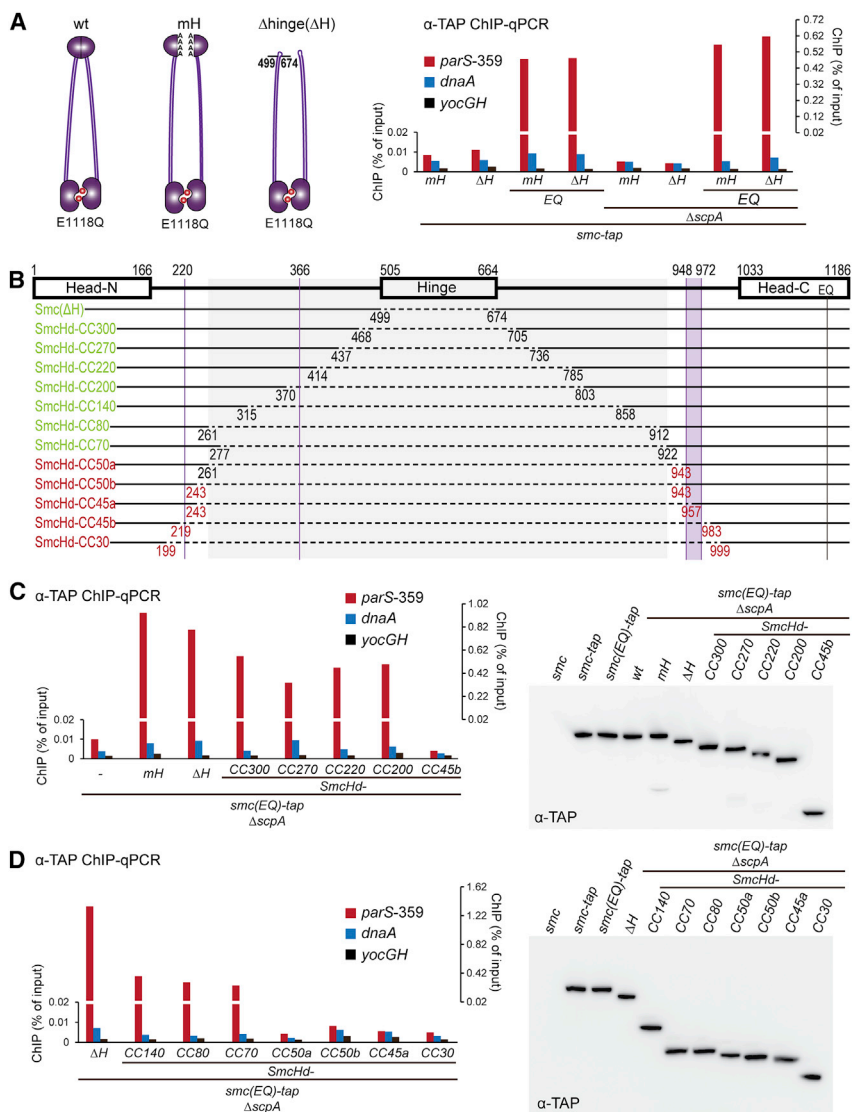 A
wt
mH
Δhinge(ΔH)
A A A A A A A A
499 674
E1118Q
E1118Q
E1118Q
α-TAP ChIP-qPCR
parS-359
dnaA
yocGH
ChIP (% of input)
0.02
0.01
0
0.72
0.62
0.52
0.42
0.32
0.22
0.12
0.02
ChIP (% of input)
mH ΔH mH ΔH mH ΔH mH ΔH
EQ EQ
ΔscpA
smc-tap
B
1 166 220 366 505 664 948 972 1033 1186
Head-N Hinge Head-C EQ
Smc(ΔH)
499 674
SmcHd-CC300
468 705
SmcHd-CC270
437 736
SmcHd-CC220
414 785
SmcHd-CC200
370 803
SmcHd-CC140
315 858
SmcHd-CC80
261 912
SmcHd-CC70
277 922
SmcHd-CC50a
261 943
SmcHd-CC50b
243 943
SmcHd-CC45a
243 957
SmcHd-CC45b
219 983
SmcHd-CC30
199 999
C
α-TAP ChIP-qPCR
parS-359
dnaA
yocGH
ChIP (% of input)
0.02
0.01
0
1.02
0.82
0.62
0.42
0.22
0.02
ChIP (% of input)
- mH ΔH CC300 CC270 CC220 CC200 CC45b
SmcHd-
smc(EQ)-tap
ΔscpA
smc(EQ)-tap
ΔscpA
SmcHd-
smc smc-tap smc(EQ)-tap wt mH ΔH CC300 CC270 CC220 CC200 CC45b
α-TAP
D
α-TAP ChIP-qPCR
parS-359
dnaA
yocGH
ChIP (% of input)
0.02
0.01
0
1.62
1.22
0.82
0.42
0.02
ChIP (% of input)
ΔH CC140 CC80 CC70 CC50a CC50b CC45a CC30
SmcHd-
smc(EQ)-tap
ΔscpA
smc(EQ)-tap
ΔscpA
SmcHd-
smc smc-tap smc(EQ)-tap ΔH CC140 CC70 CC80 CC50a CC50b CC45a CC30
α-TAP